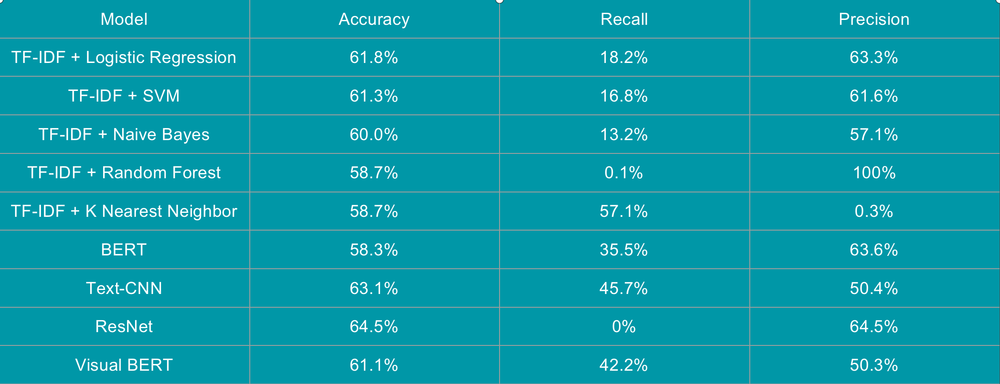 Model Accuracy Recall Precision
TF-IDF + Logistic Regression 61.8% 18.2% 63.3%
TF-IDF + SVM 61.3% 16.8% 61.6%
TF-IDF + Naive Bayes 60.0% 13.2% 57.1%
TF-IDF + Random Forest 58.7% 0.1% 100%
TF-IDF + K Nearest Neighbor 58.7% 57.1% 0.3%
BERT 58.3% 35.5% 63.6%
Text-CNN 63.1% 45.7% 50.4%
ResNet 64.5% 0% 64.5%
Visual BERT 61.1% 42.2% 50.3%